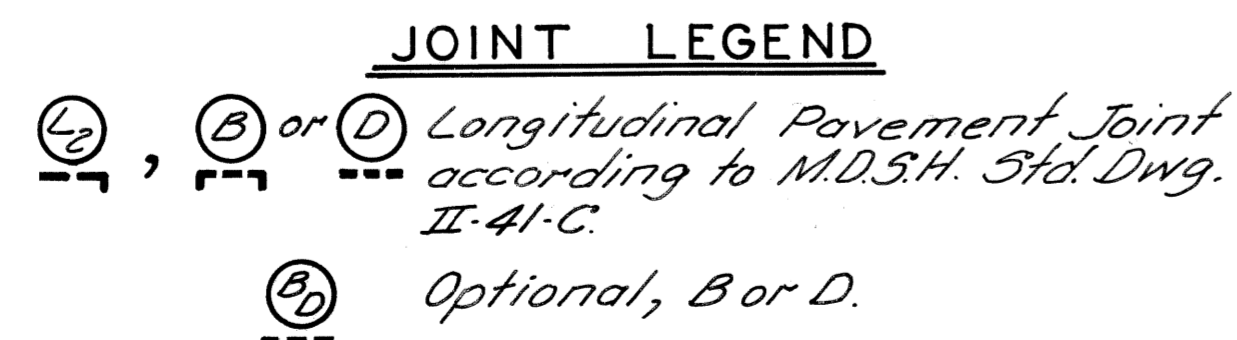 JOINT LEGEND
L2, B or D Longitudinal Pavement Joint
according to M.D.S.H. Std. Dwg.
II-41-C.
BD Optional, B or D.